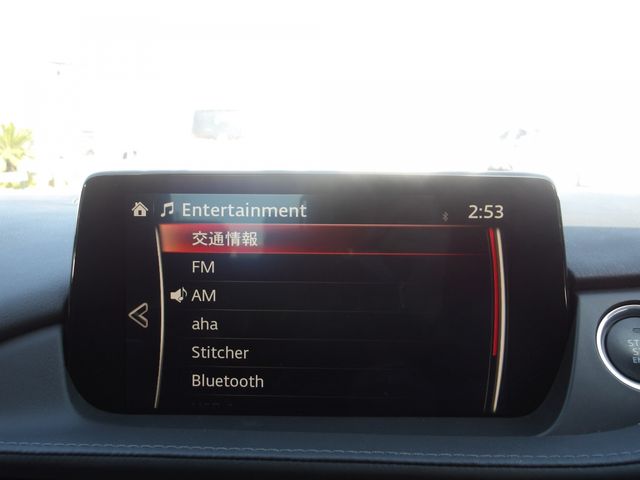 Entertainment
2:53
交通情報
FM
AM
aha
Stitcher
Bluetooth